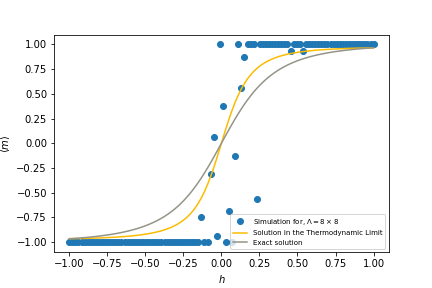 1.00
0.75
0.50
0.25
0.00
−0.25
−0.50
−0.75
−1.00
⟨m⟩
Simulation for, Λ = 8 × 8
Solution in the Thermodynamic Limit
Exact solution
−1.00 −0.75 −0.50 −0.25 0.00 0.25 0.50 0.75 1.00
h